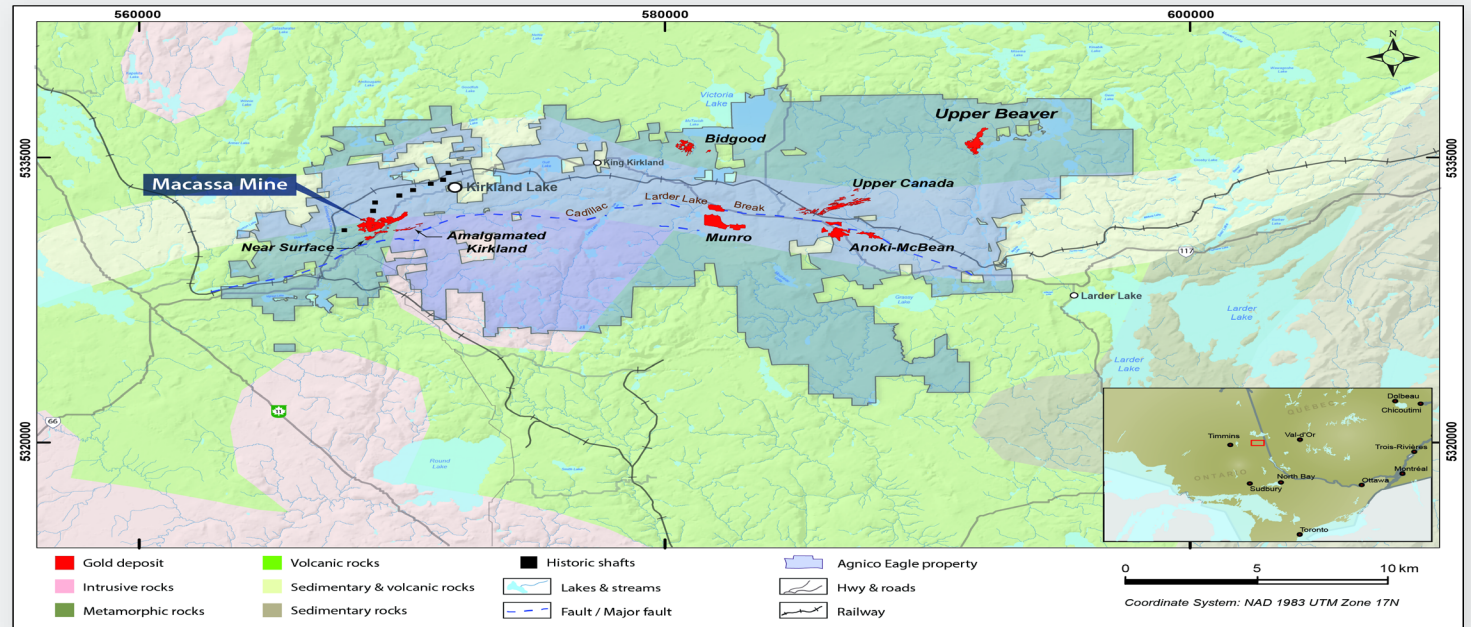 560000
580000
600000
N
Victoria
Lake
Upper Beaver
Bidgood
5335000
5335000
King Kirkland
Macassa Mine
Kirkland Lake
Upper Canada
Cadillac
Larder Lake
Break
Near Surface
Amalgamated
Kirkland
Munro
Anoki-McBean
117
Larder Lake
Larder
Lake
Larder
Lake
11
66
Round
Lake
5320000
5320000
QUEBEC
Dolbeau
Chicoutimi
Timmins
Val-d'Or
Trois-Rivières
ONTARIO
North Bay
Montréal
Sudbury
Ottawa
Toronto
Gold deposit
Volcanic rocks
Historic shafts
Agnico Eagle property
Intrusive rocks
Sedimentary & volcanic rocks
Lakes & streams
Hwy & roads
Metamorphic rocks
Sedimentary rocks
Fault / Major fault
Railway
0
5
10 km
Coordinate System: NAD 1983 UTM Zone 17N